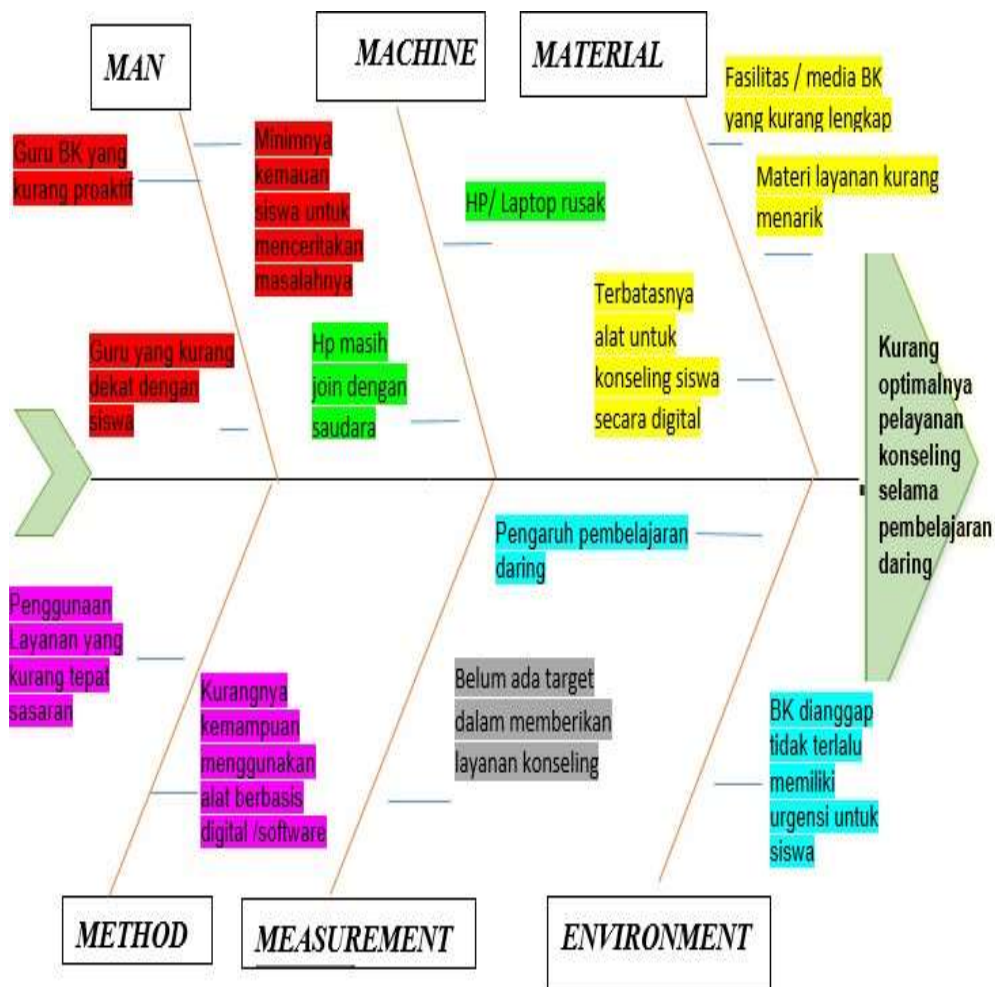 MAN
MACHINE
MATERIAL
Guru BK yang
kurang proaktif
Minimnya
kemauan
siswa untuk
menceritakan
masalahnya
Guru yang kurang
dekat dengan
siswa
HP/ Laptop rusak
Hp masih
join dengan
saudara
Fasilitas / media BK
yang kurang lengkap
Materi layanan kurang
menarik
Terbatasnya
alat untuk
konseling siswa
secara digital
Kurang
optimalnya
pelayanan
konseling
selama
pembelajaran
daring
Penggunaan
Layanan yang
kurang tepat
sasaran
Kurangnya
kemampuan
menggunakan
alat berbasis
digital /software
Belum ada target
dalam memberikan
layanan konseling
Pengaruh pembelajaran
daring
BK dianggap
tidak terlalu
memiliki
urgensi untuk
siswa
METHOD
MEASUREMENT
ENVIRONMENT